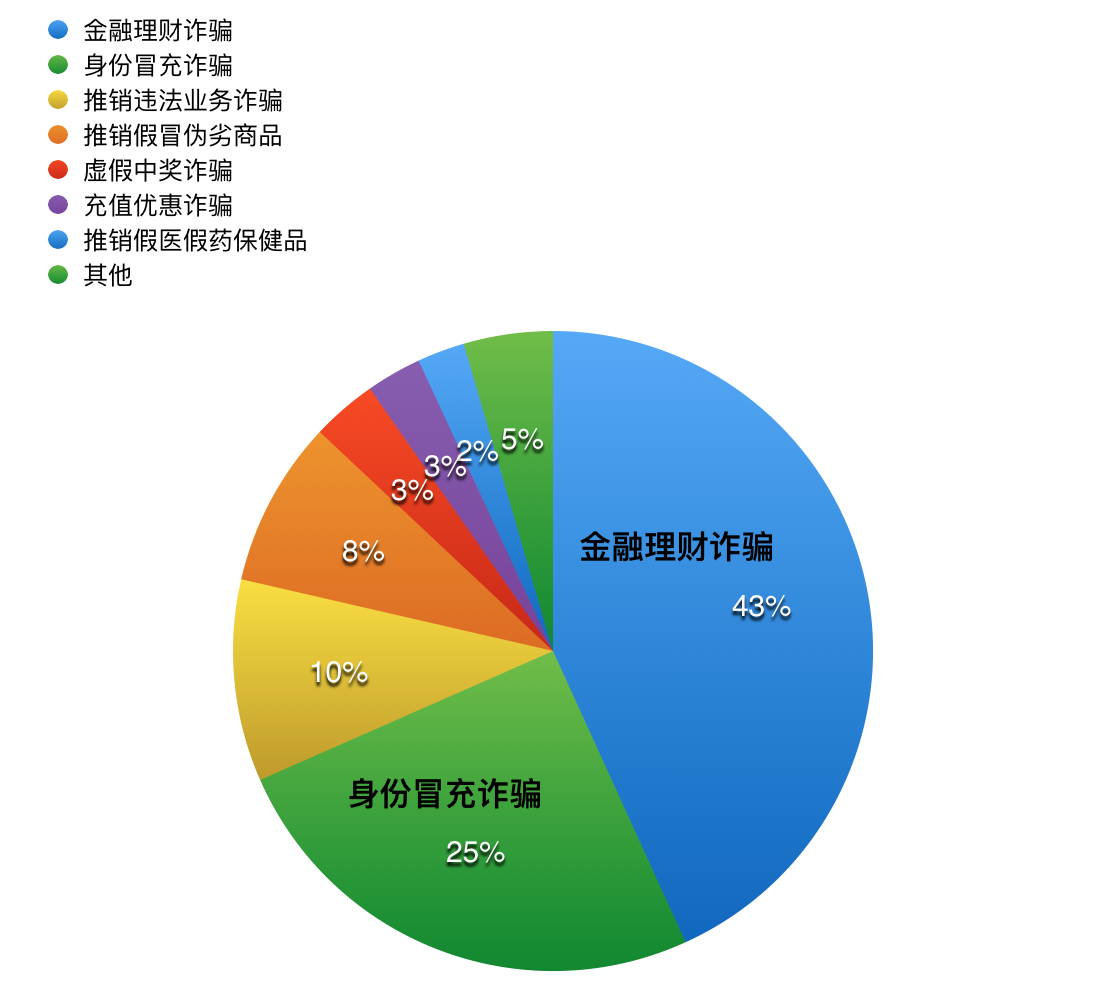 金融理财诈骗
身份冒充诈骗
推销违法业务诈骗
推销假冒伪劣商品
虚假中奖诈骗
充值优惠诈骗
推销假医假药保健品
其他
5%
2%
3%
3%
金融理财诈骗
8%
43%
10%
身份冒充诈骗
25%